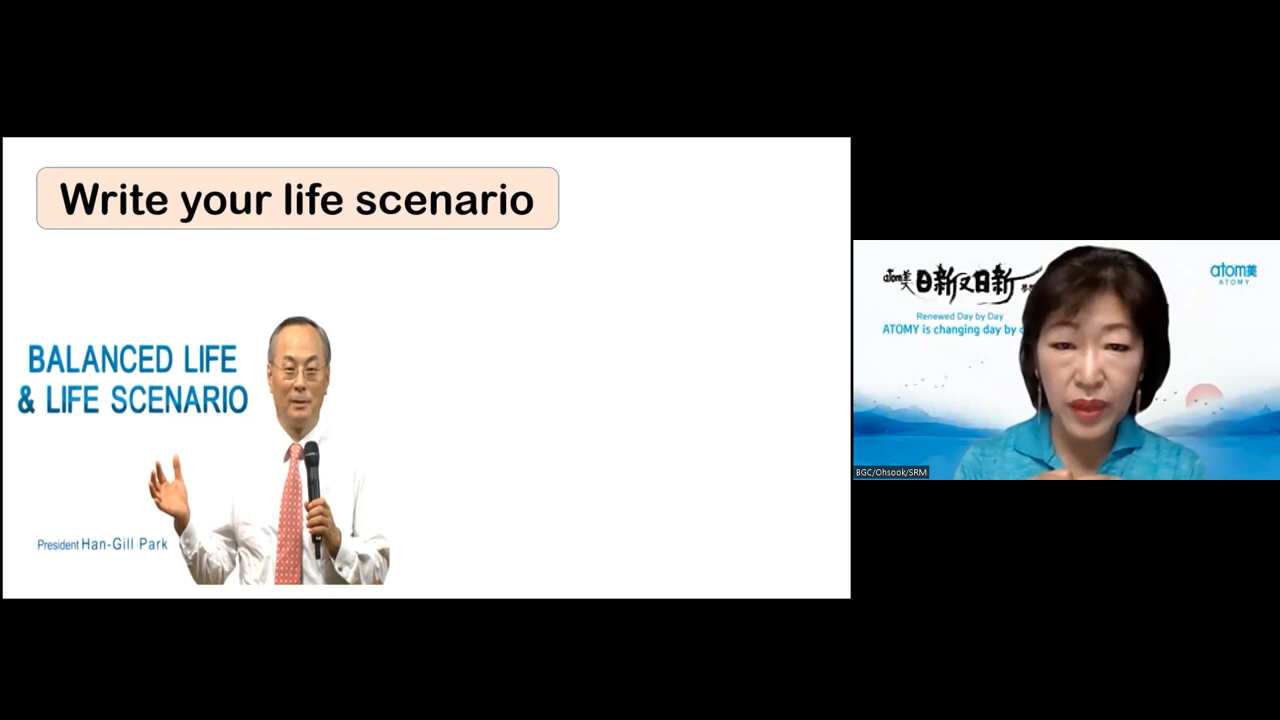 Write your life scenario
BALANCED LIFE
& LIFE SCENARIO
President Han-Gill Park
atom美 日新又日新
Renewed Day by Day
ATOMY is changing day by
atom美
ATOMY
BGC/Ohsook/SRM